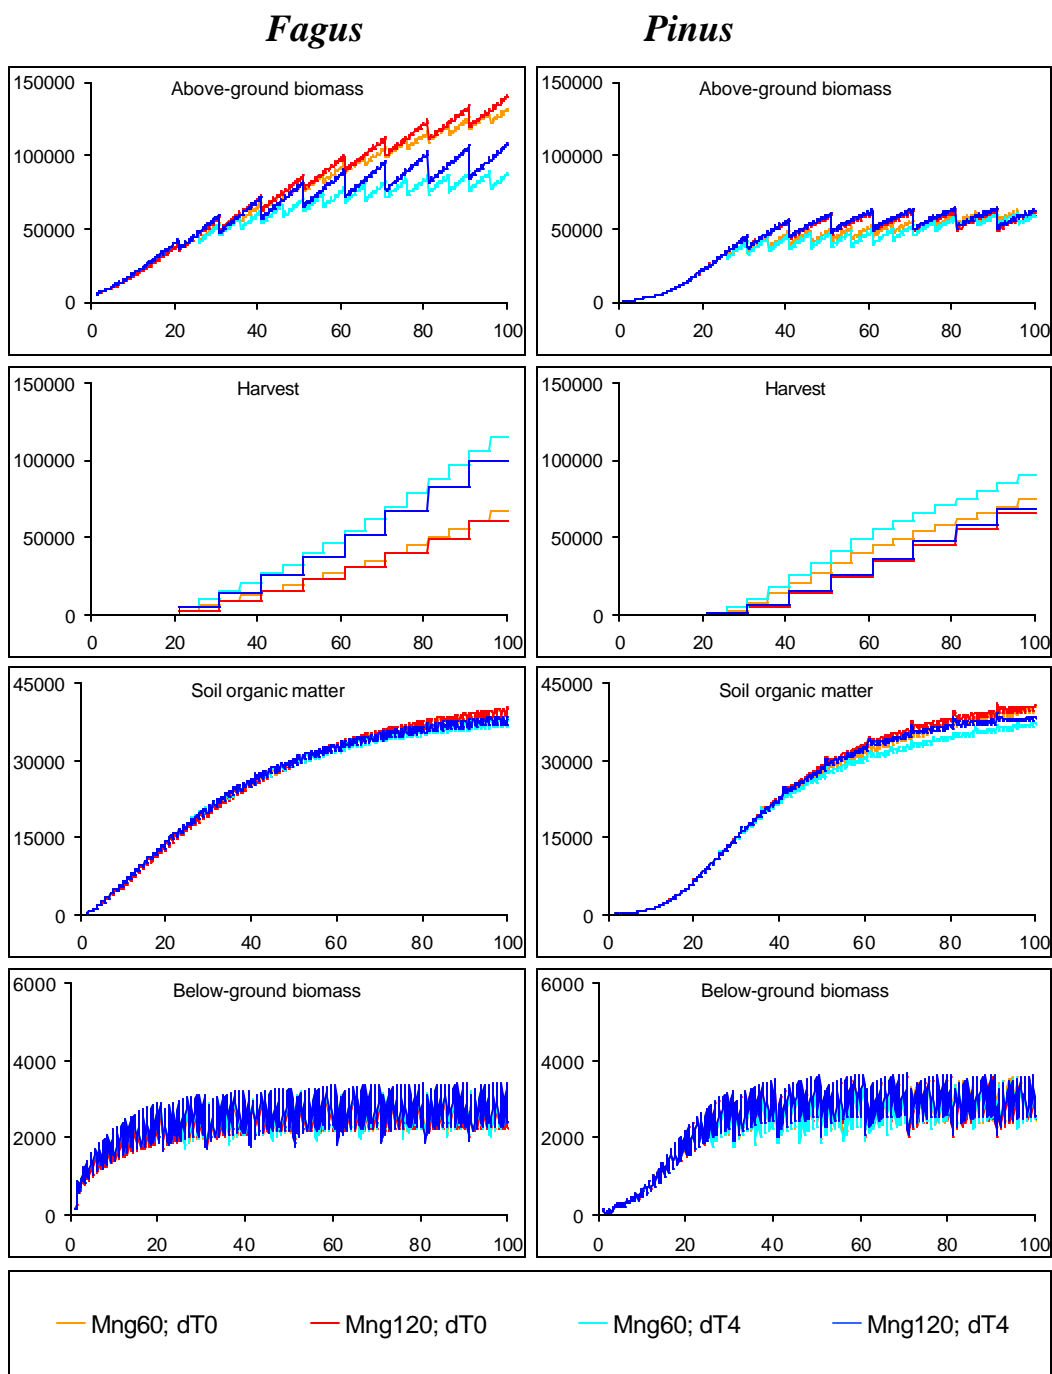 Fagus Pinus
Above-ground biomass
150000
100000
50000
0
0 20 40 60 80 100
Above-ground biomass
150000
100000
50000
0
0 20 40 60 80 100
Harvest
150000
100000
50000
0
0 20 40 60 80 100
Harvest
150000
100000
50000
0
0 20 40 60 80 100
Soil organic matter
45000
30000
15000
0
0 20 40 60 80 100
Soil organic matter
45000
30000
15000
0
0 20 40 60 80 100
Below-ground biomass
6000
4000
2000
0
0 20 40 60 80 100
Below-ground biomass
6000
4000
2000
0
0 20 40 60 80 100
Mng60; dT0 Mng120; dT0 Mng60; dT4 Mng120; dT4